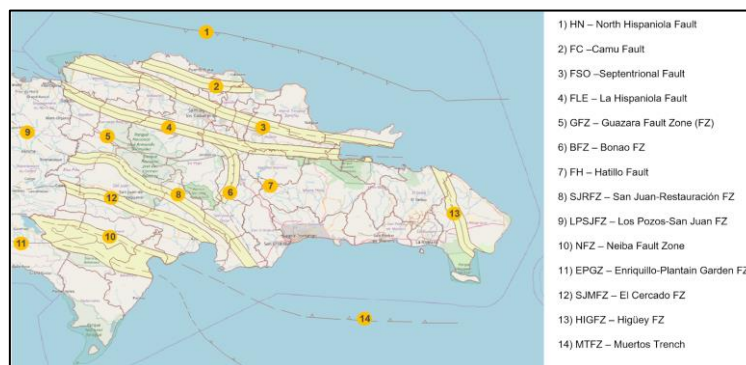 1
2
3
4
5
6
7
8
9
10
11
12
13
14
1) HN – North Hispaniola Fault
2) FC –Camu Fault
3) FSO –Septentrional Fault
4) FLE – La Hispaniola Fault
5) GFZ – Guazara Fault Zone (FZ)
6) BFZ – Bonao FZ
7) FH – Hatillo Fault
8) SJRFZ – San Juan-Restauración FZ
9) LPSJFZ – Los Pozos-San Juan FZ
10) NFZ – Neiba Fault Zone
11) EPGZ – Enriquillo-Plantain Garden FZ
12) SJMFZ – El Cercado FZ
13) HIGFZ – Higüey FZ
14) MTFZ – Muertos Trench